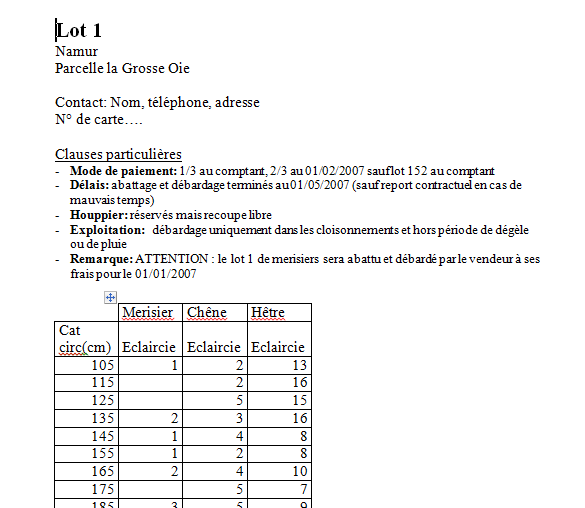 Lot 1
Namur
Parcelle la Grosse Oie
Contact: Nom, téléphone, adresse
N° de carte….
Clauses particulières
- Mode de paiement: 1/3 au comptant, 2/3 au 01/02/2007 sauf lot 152 au comptant
- Délais: abattage et débardage terminés au 01/05/2007 (sauf report contractuel en cas de
mauvais temps)
- Houppier: réservés mais recoupe libre
- Exploitation: débardage uniquement dans les cloisonnements et hors période de dégèle
ou de pluie
- Remarque: ATTENTION : le lot 1 de merisiers sera abattu et débardé par le vendeur à ses
frais pour le 01/01/2007
Merisier Chêne Hêtre
Cat
circ(cm) Eclaircie Eclaircie Eclaircie
105 1 2 13
115 2 16
125 5 15
135 2 3 16
145 1 4 8
155 1 2 8
165 2 4 10
175 5 7
185 3 5 9